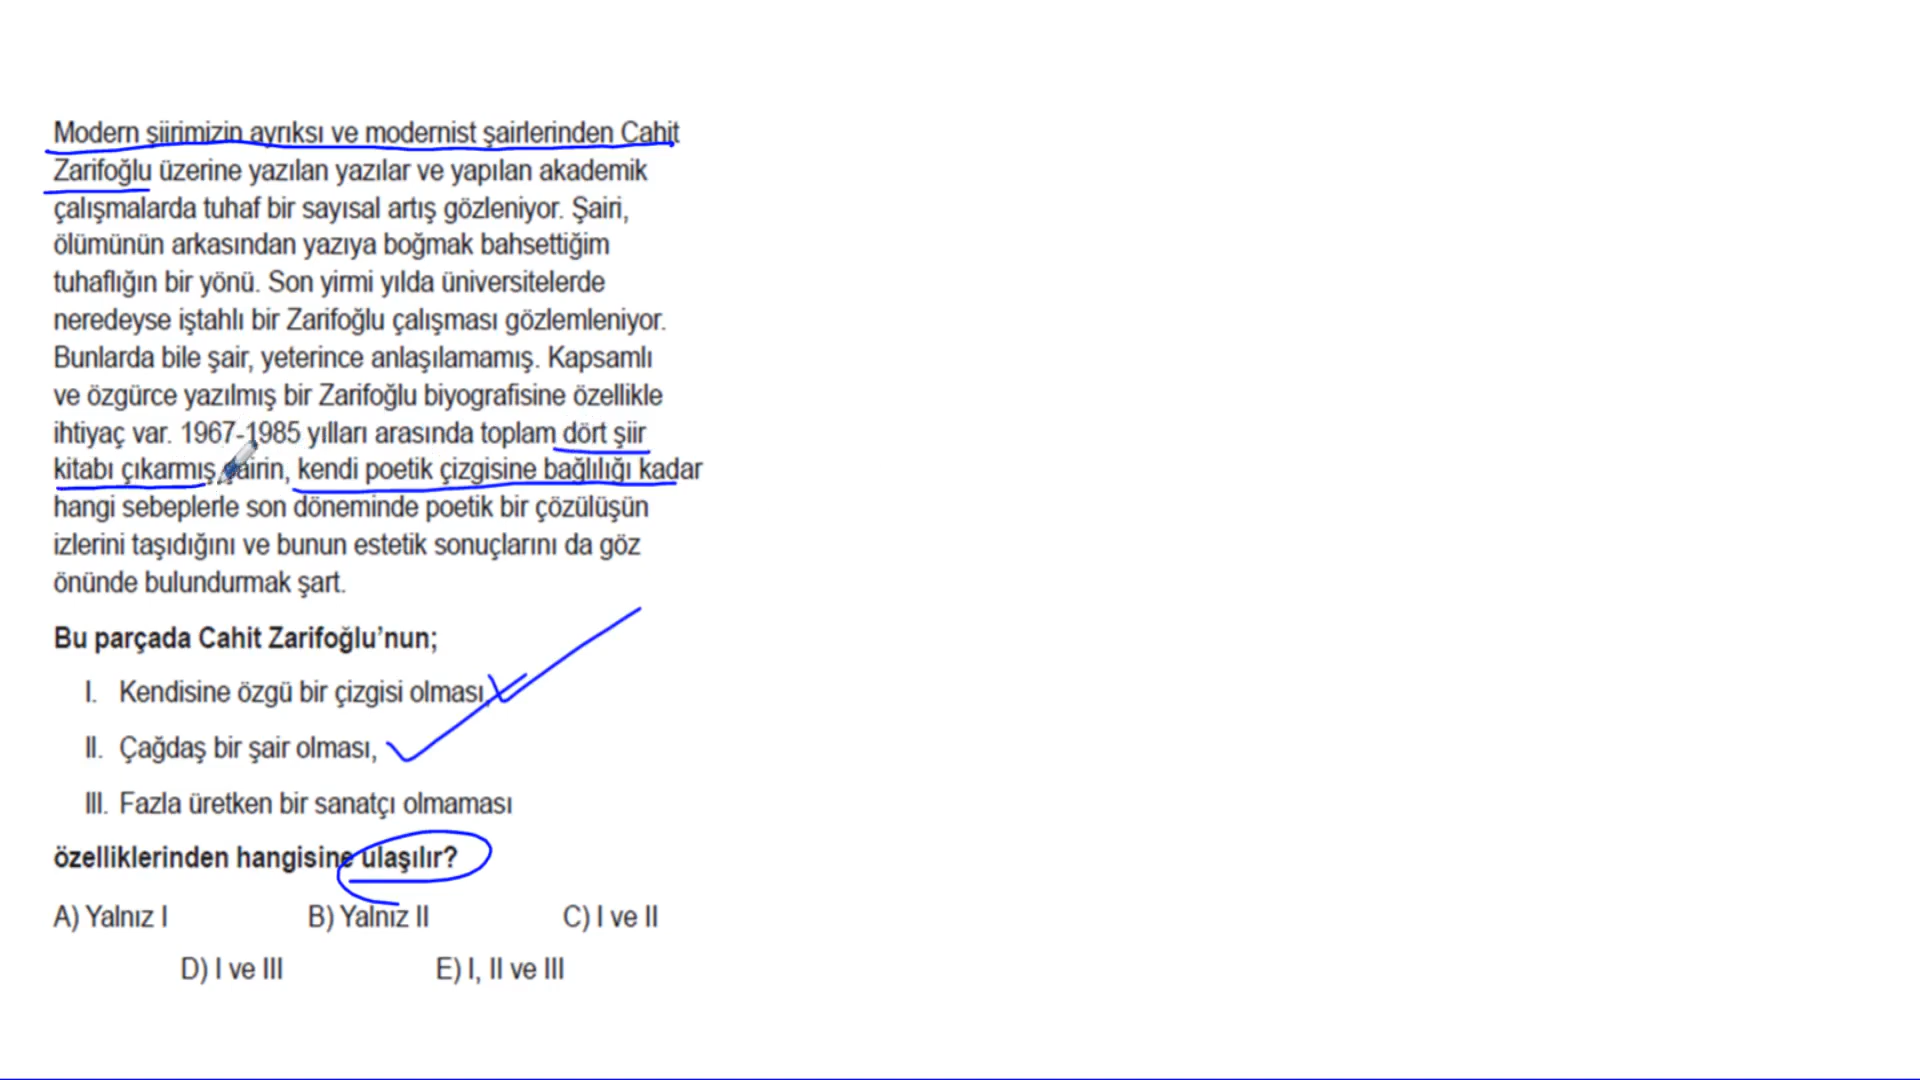 Modern şiirimizin ayrıksı ve modernist şairlerinden Cahit
Zarifoğlu üzerine yazılan yazılar ve yapılan akademik
çalışmalarda tuhaf bir sayısal artış gözleniyor. Şairi,
ölümünün arkasından yazıya boğmak bahsettiğim
tuhaflığın bir yönü. Son yirmi yılda üniversitelerde
neredeyse iştahlı bir Zarifoğlu çalışması gözlemleniyor.
Bunlarda bile şair, yeterince anlaşılamamış. Kapsamlı
ve özgürce yazılmış bir Zarifoğlu biyografisine özellikle
ihtiyaç var. 1967-1985 yılları arasında toplam dört şiir
kitabı çıkarmış şairin, kendi poetik çizgisine bağlılığı kadar
hangi sebeplerle son döneminde poetik bir çözülüşün
izlerini taşıdığını ve bunun estetik sonuçlarını da göz
önünde bulundurmak şart.
Bu parçada Cahit Zarifoğlu’nun;
I. Kendisine özgü bir çizgisi olması,
II. Çağdaş bir şair olması,
III. Fazla üretken bir sanatçı olmaması
özelliklerinden hangisine ulaşılır?
A) Yalnız I B) Yalnız II C) I ve II
D) I ve III E) I, II ve III